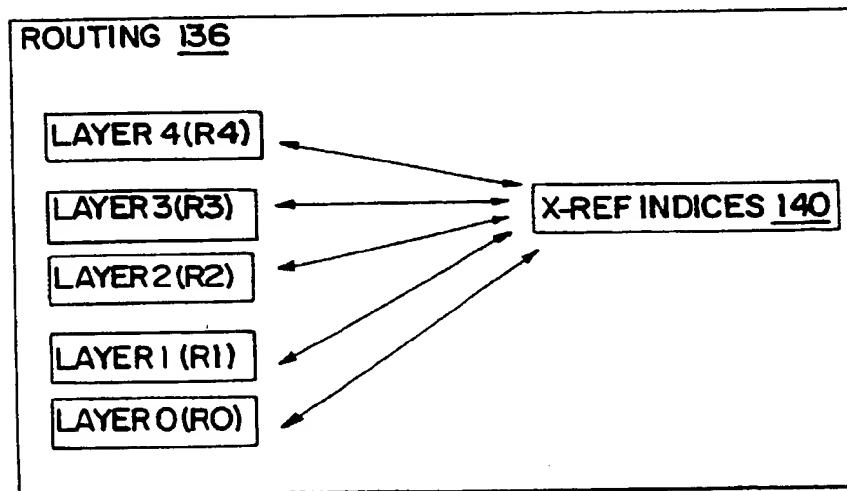 ROUTING 136
LAYER 4(R4)
LAYER 3(R3)
X-REF INDICES 140
LAYER 2(R2)
LAYER 1(R1)
LAYER 0(R0)